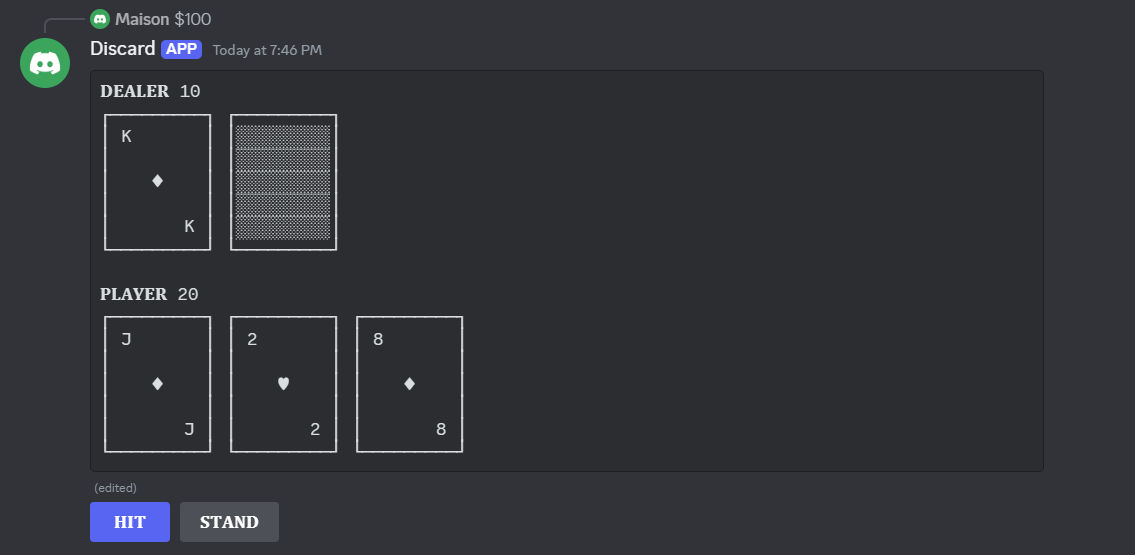 Maison $100
Discard APP Today at 7:46 PM
DEALER 10
K
♦
K
PLAYER 20
J 2 8
♦ ♥ ♦
J 2 8
(edited)
HIT STAND